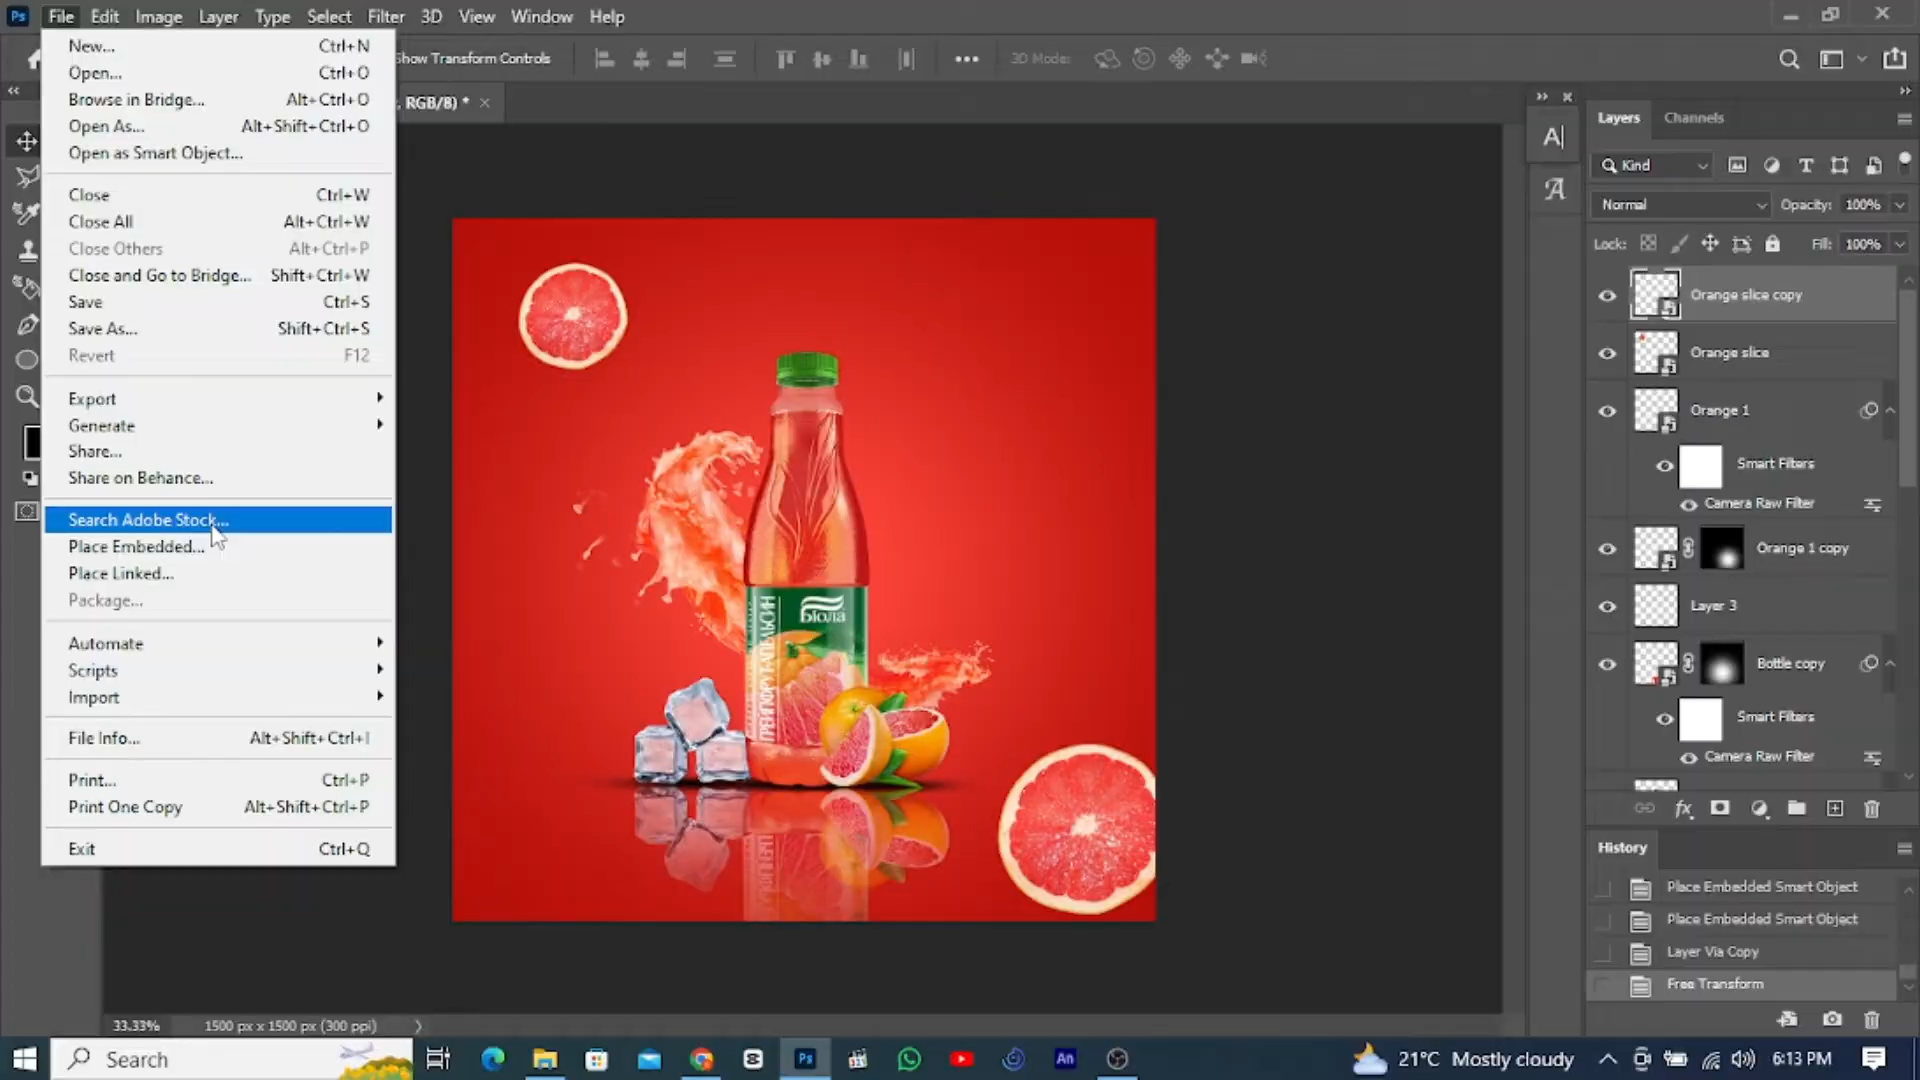 Ps File Edit Image Layer Type Select Filter 3D View Window Help
Show Transform Controls
3D Mode:
, RGB/8) *
New... Ctrl+N
Open... Ctrl+O
Browse in Bridge... Alt+Ctrl+O
Open As... Alt+Shift+Ctrl+O
Open as Smart Object...
Close Ctrl+W
Close All Alt+Ctrl+W
Close Others Alt+Ctrl+P
Close and Go to Bridge... Shift+Ctrl+W
Save Ctrl+S
Save As... Shift+Ctrl+S
Revert F12
Export
Generate
Share...
Share on Behance...
Search Adobe Stock...
Place Embedded...
Place Linked...
Package...
Automate
Scripts
Import
File Info... Alt+Shift+Ctrl+I
Print... Ctrl+P
Print One Copy Alt+Shift+Ctrl+P
Exit Ctrl+Q
Біола
ГРЕЙПФРУТ-АПЕЛЬСИН
Layers Channels
Kind
Normal Opacity: 100%
Lock: Fill: 100%
Orange slice copy
Orange slice
Orange 1
Smart Filters
Camera Raw Filter
Orange 1 copy
Layer 3
Bottle copy
Smart Filters
Camera Raw Filter
fx
History
Place Embedded Smart Object
Place Embedded Smart Object
Layer Via Copy
Free Transform
33.33% 1500 px x 1500 px (300 ppi)
Search
Ps
An
21°C Mostly cloudy
6:13 PM